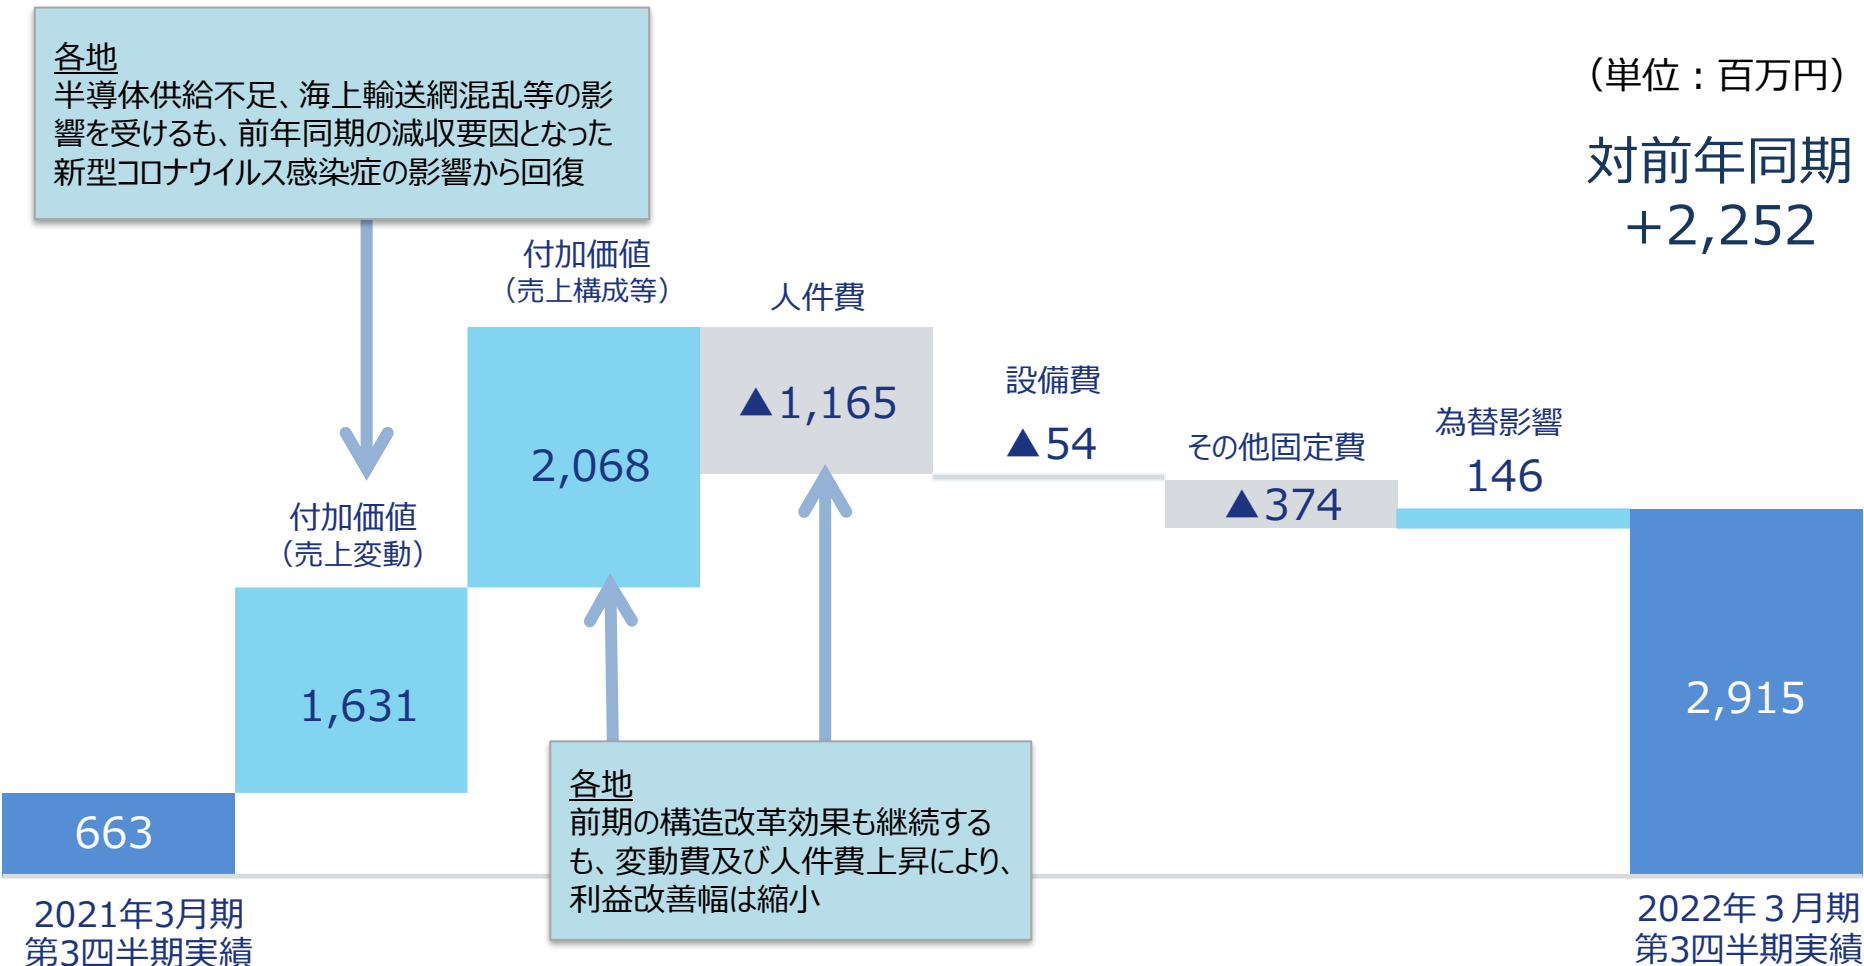 各地
半導体供給不足、海上輸送網混乱等の影
響を受けるも、前年同期の減収要因となった
新型コロナウイルス感染症の影響から回復
（単位：百万円）
対前年同期
+2,252
付加価値
（売上構成等）
人件費
▲1,165
設備費
▲54
その他固定費
▲374
為替影響
146
2,068
付加価値
（売上変動）
1,631
2,915
663
各地
前期の構造改革効果も継続する
も、変動費及び人件費上昇により、
利益改善幅は縮小
2021年3月期
第3四半期実績
2022年３月期
第3四半期実績